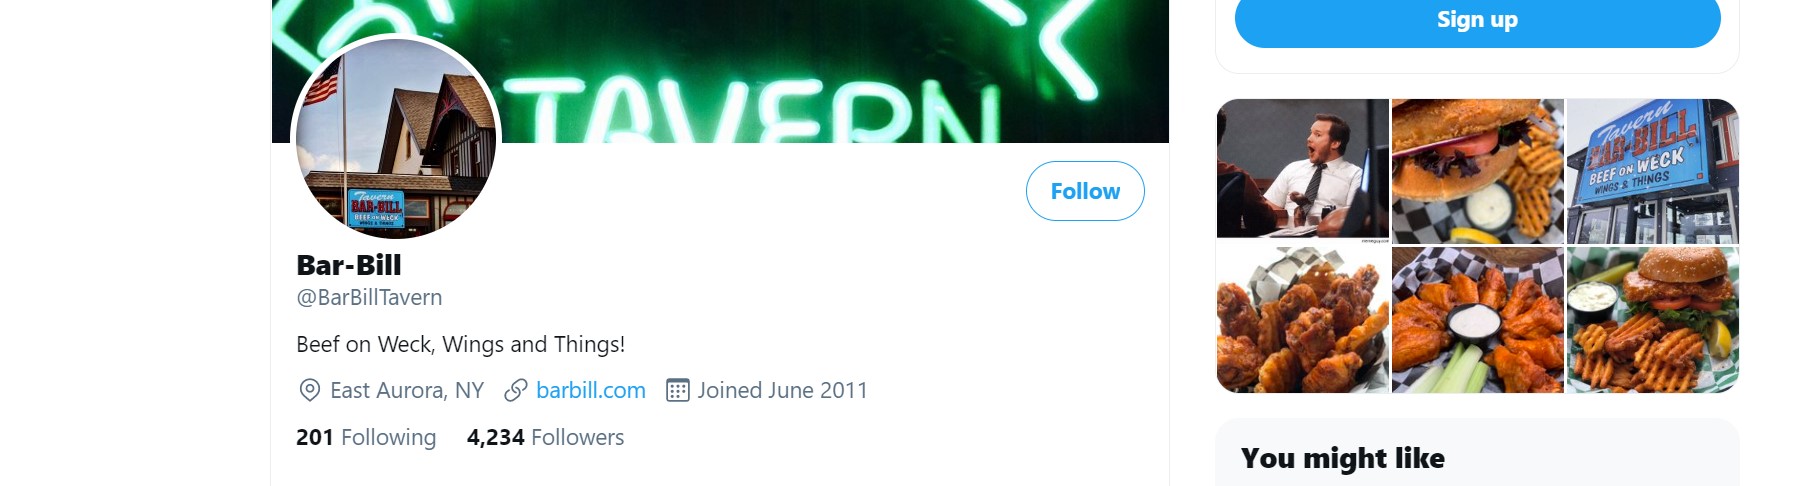 TAVERN
Tavern
BAR-BILL
BEEF ON WECK
WINGS & THINGS
Follow
Bar-Bill
@BarBillTavern
Beef on Weck, Wings and Things!
East Aurora, NY barbill.com Joined June 2011
201 Following 4,234 Followers
Sign up
Tavern
BAR-BILL
BEEF ON WECK
WINGS & THINGS
You might like